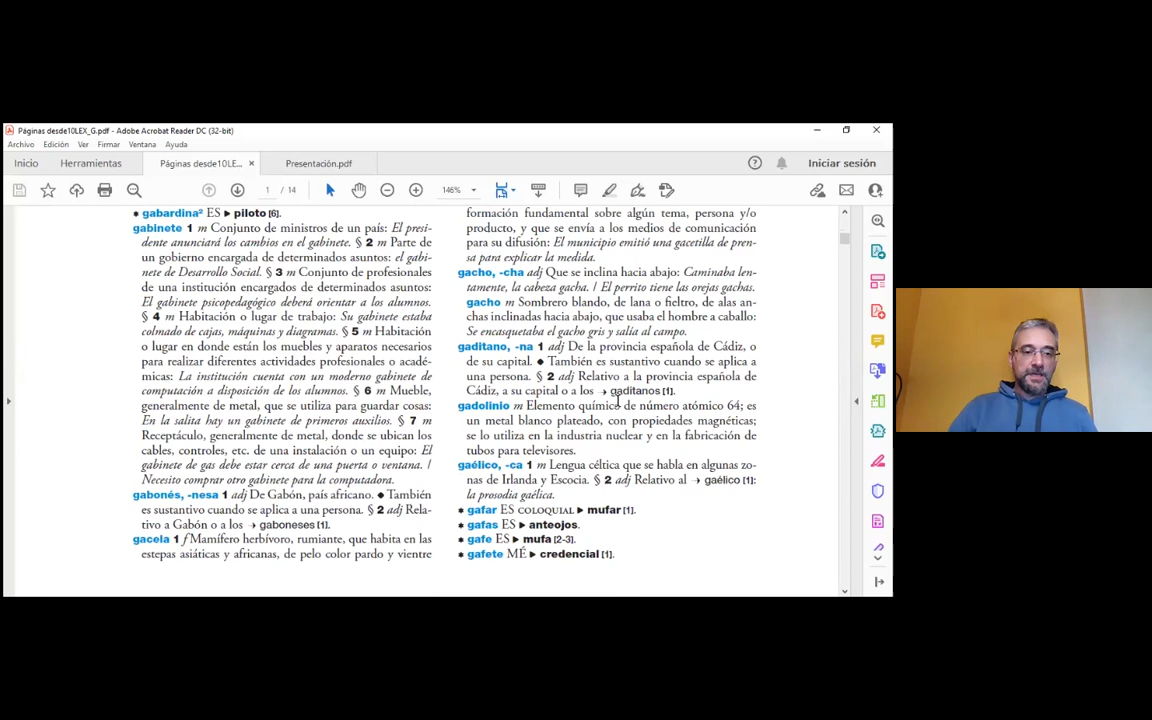 Páginas desde10LEX_G.pdf - Adobe Acrobat Reader DC (32-bit)
Archivo Edición Ver Firmar Ventana Ayuda
Inicio Herramientas Páginas desde10LE... × Presentación.pdf Iniciar sesión
1 / 14 146%
✱ gabardina² ES ▶ piloto [6].
gabinete 1 m Conjunto de ministros de un país: El presi-
dente anunciará los cambios en el gabinete. § 2 m Parte de
un gobierno encargada de determinados asuntos: el gabi-
nete de Desarrollo Social. § 3 m Conjunto de profesionales
de una institución encargados de determinados asuntos:
El gabinete psicopedagógico deberá orientar a los alumnos.
§ 4 m Habitación o lugar de trabajo: Su gabinete estaba
colmado de cajas, máquinas y diagramas. § 5 m Habitación
o lugar en donde están los muebles y aparatos necesarios
para realizar diferentes actividades profesionales o acadé-
micas: La institución cuenta con un moderno gabinete de
computación a disposición de los alumnos. § 6 m Mueble,
generalmente de metal, que se utiliza para guardar cosas:
En la salita hay un gabinete de primeros auxilios. § 7 m
Receptáculo, generalmente de metal, donde se ubican los
cables, controles, etc. de una instalación o un equipo: El
gabinete de gas debe estar cerca de una puerta o ventana. /
Necesito comprar otro gabinete para la computadora.
gabonés, -nesa 1 adj De Gabón, país africano. ◆ También
es sustantivo cuando se aplica a una persona. § 2 adj Rela-
tivo a Gabón o a los → gaboneses [1].
gacela 1 f Mamífero herbívoro, rumiante, que habita en las
estepas asiáticas y africanas, de pelo color pardo y vientre
formación fundamental sobre algún tema, persona y/o
producto, y que se envía a los medios de comunicación
para su difusión: El municipio emitió una gacetilla de pren-
sa para explicar la medida.
gacho, -cha adj Que se inclina hacia abajo: Caminaba len-
tamente, la cabeza gacha. / El perrito tiene las orejas gachas.
gacho m Sombrero blando, de lana o fieltro, de alas an-
chas inclinadas hacia abajo, que usaba el hombre a caballo:
Se encasquetaba el gacho gris y salía al campo.
gaditano, -na 1 adj De la provincia española de Cádiz, o
de su capital. ◆ También es sustantivo cuando se aplica a
una persona. § 2 adj Relativo a la provincia española de
Cádiz, a su capital o a los → gaditanos [1].
gadolinio m Elemento químico de número atómico 64; es
un metal blanco plateado, con propiedades magnéticas;
se lo utiliza en la industria nuclear y en la fabricación de
tubos para televisores.
gaélico, -ca 1 m Lengua céltica que se habla en algunas zo-
nas de Irlanda y Escocia. § 2 adj Relativo al → gaélico [1]:
la prosodia gaélica.
✱ gafar ES COLOQUIAL ▶ mufar [1].
✱ gafas ES ▶ anteojos.
✱ gafe ES ▶ mufa [2-3].
✱ gafete MÉ ▶ credencial [1].